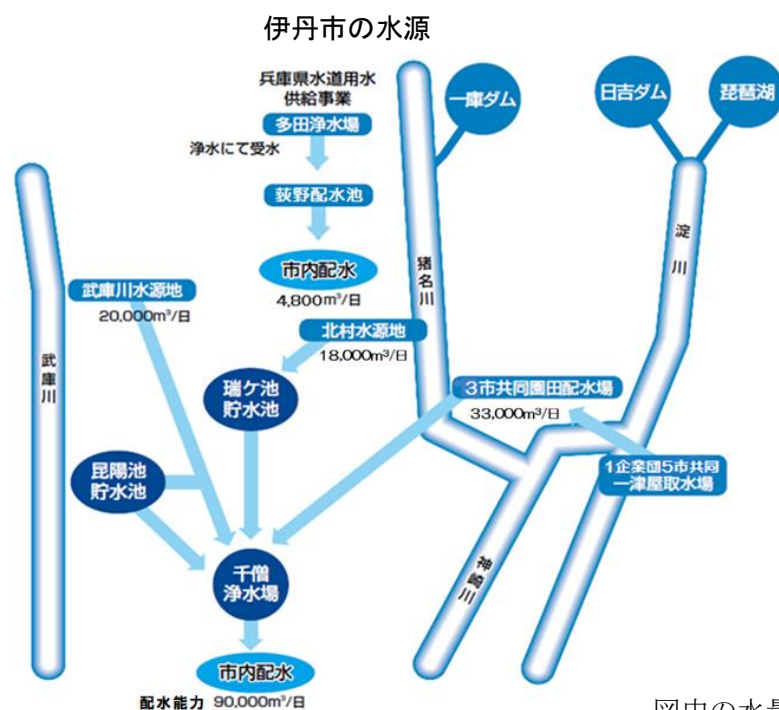 伊丹市の水源
兵庫県水道用水
供給事業
多田浄水場
浄水にて受水
荻野配水池
市内配水
4,800m³/日
一庫ダム
日吉ダム
琵琶湖
淀川
猪名川
武庫川水源地
20,000m³/日
武庫川
北村水源地
18,000m³/日
瑞ケ池
貯水池
3市共同園田配水場
33,000m³/日
昆陽池
貯水池
1企業団5市共同
一津屋取水場
千僧
浄水場
神崎川
市内配水
配水能力 90,000m³/日
図中の水量